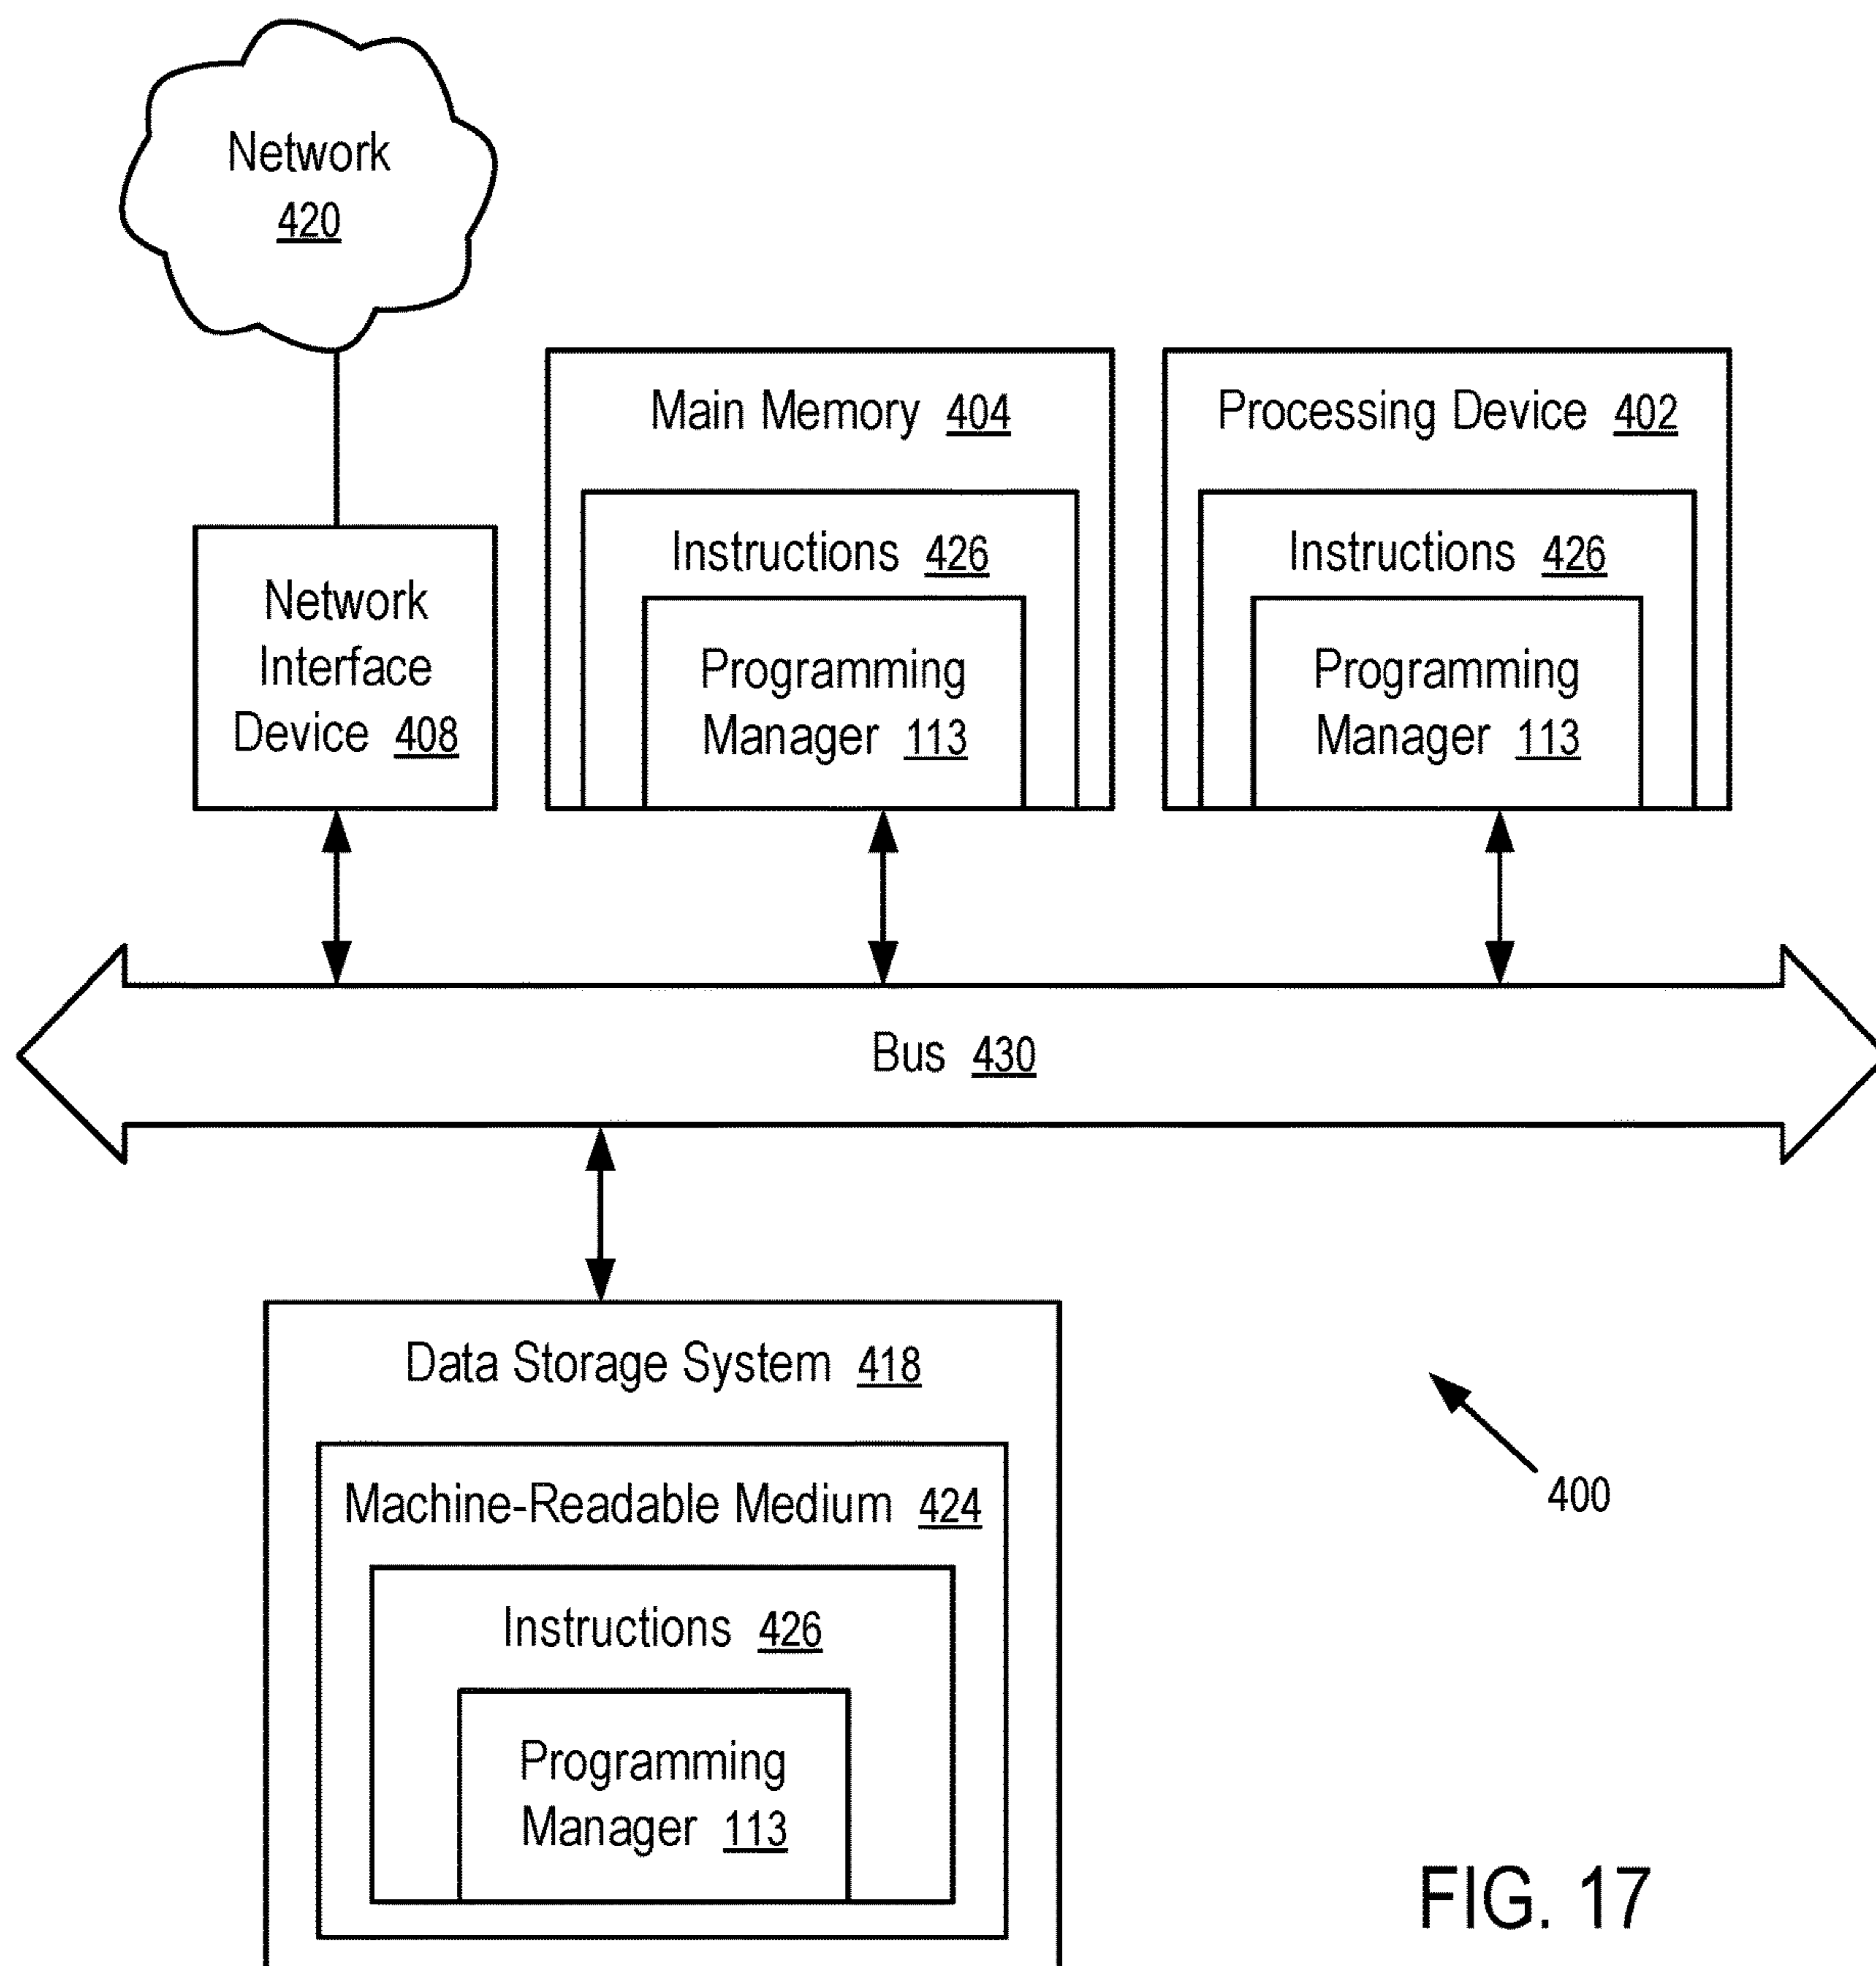 Network
420
Main Memory 404
Processing Device 402
Instructions 426
Instructions 426
Network
Interface
Device 408
Programming
Manager 113
Programming
Manager 113
Bus 430
Data Storage System 418
Machine-Readable Medium 424
400
Instructions 426
Programming
Manager 113
FIG. 17